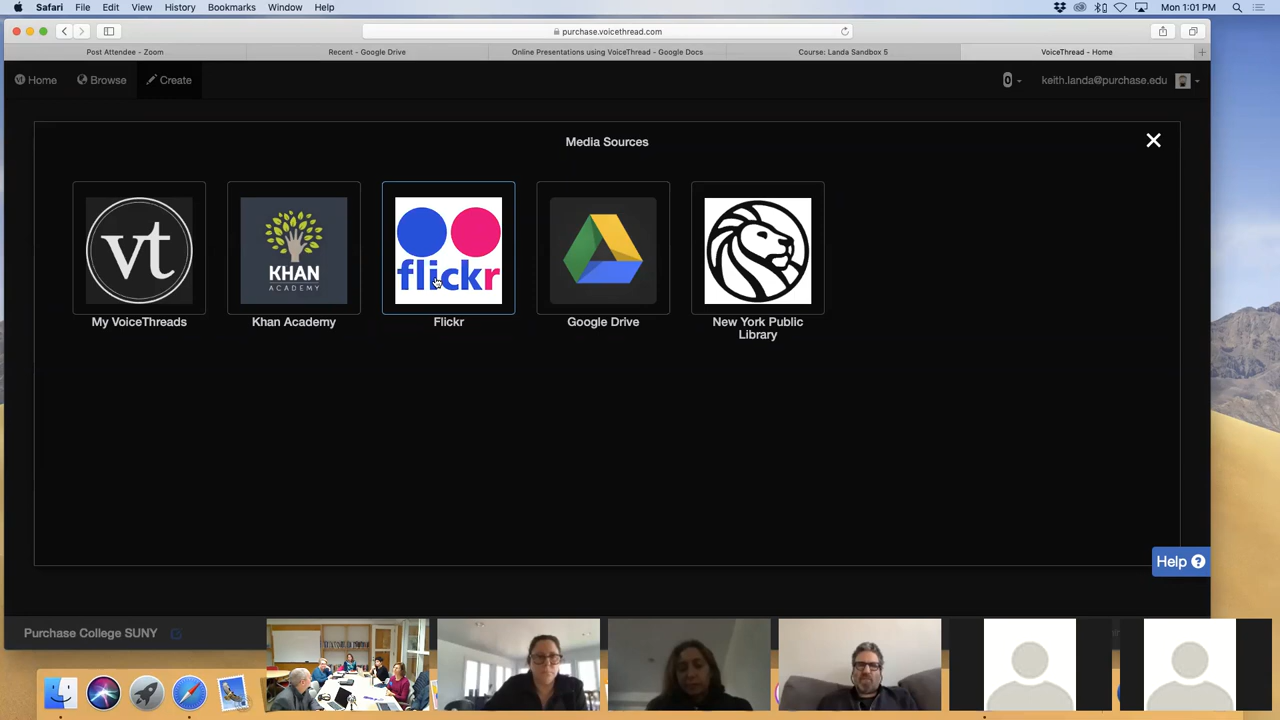 Safari File Edit View History Bookmarks Window Help Mon 1:01 PM
purchase.voicethread.com
Post Attendee - Zoom Recent - Google Drive Online Presentations using VoiceThread - Google Docs Course: Landa Sandbox 5 VoiceThread - Home
vt Home Browse Create 0 keith.landa@purchase.edu
Media Sources
vt KHAN ACADEMY flickr
My VoiceThreads Khan Academy Flickr Google Drive New York Public Library
Help ?
Purchase College SUNY